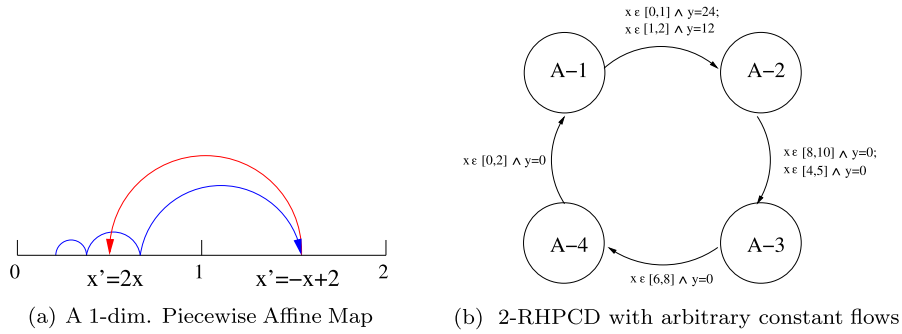 0
1
2
x'=2x
x'=−x+2
(a) A 1-dim. Piecewise Affine Map
x ε [0,1] ∧ y=24;
x ε [1,2] ∧ y=12
A−1
A−2
x ε [0,2] ∧ y=0
x ε [8,10] ∧ y=0;
x ε [4,5] ∧ y=0
A−4
A−3
x ε [6,8] ∧ y=0
(b) 2-RHPCD with arbitrary constant flows